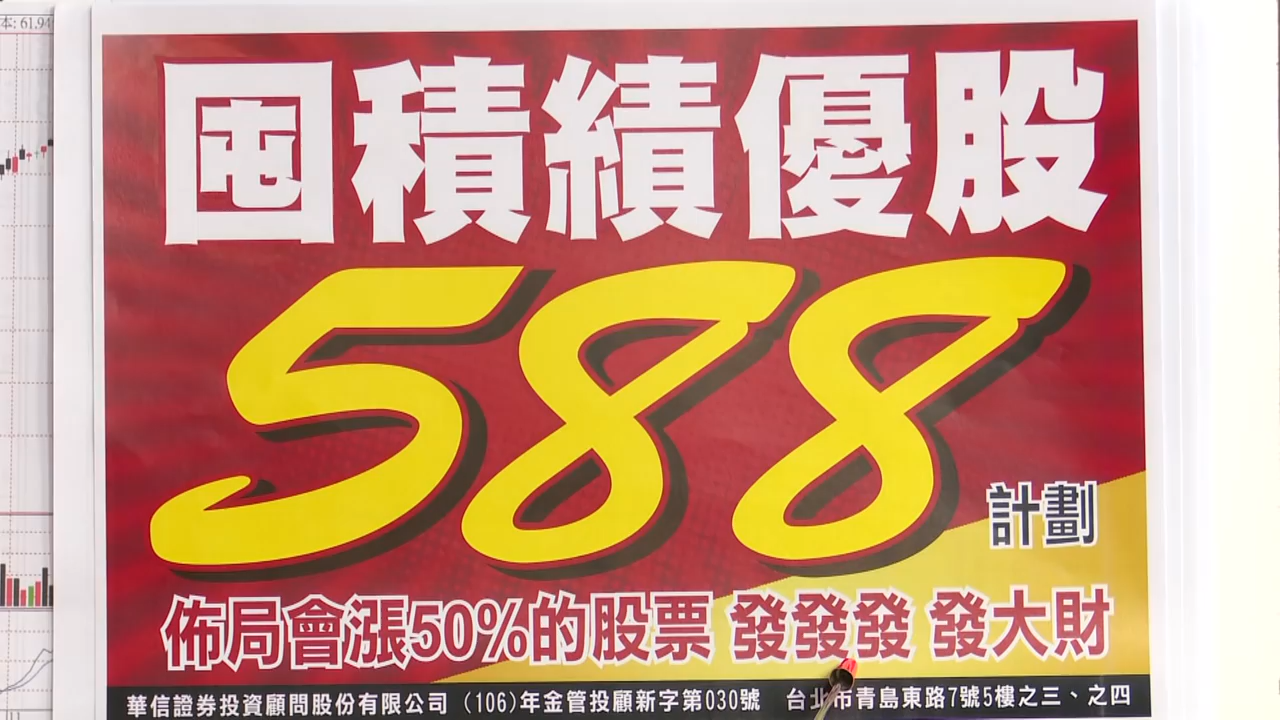 本: 61.94
囤積績優股
588
計劃
佈局會漲50%的股票 發發發 發大財
華信證券投資顧問股份有限公司 (106)年金管投顧新字第030號 台北市青島東路7號5樓之三、之四